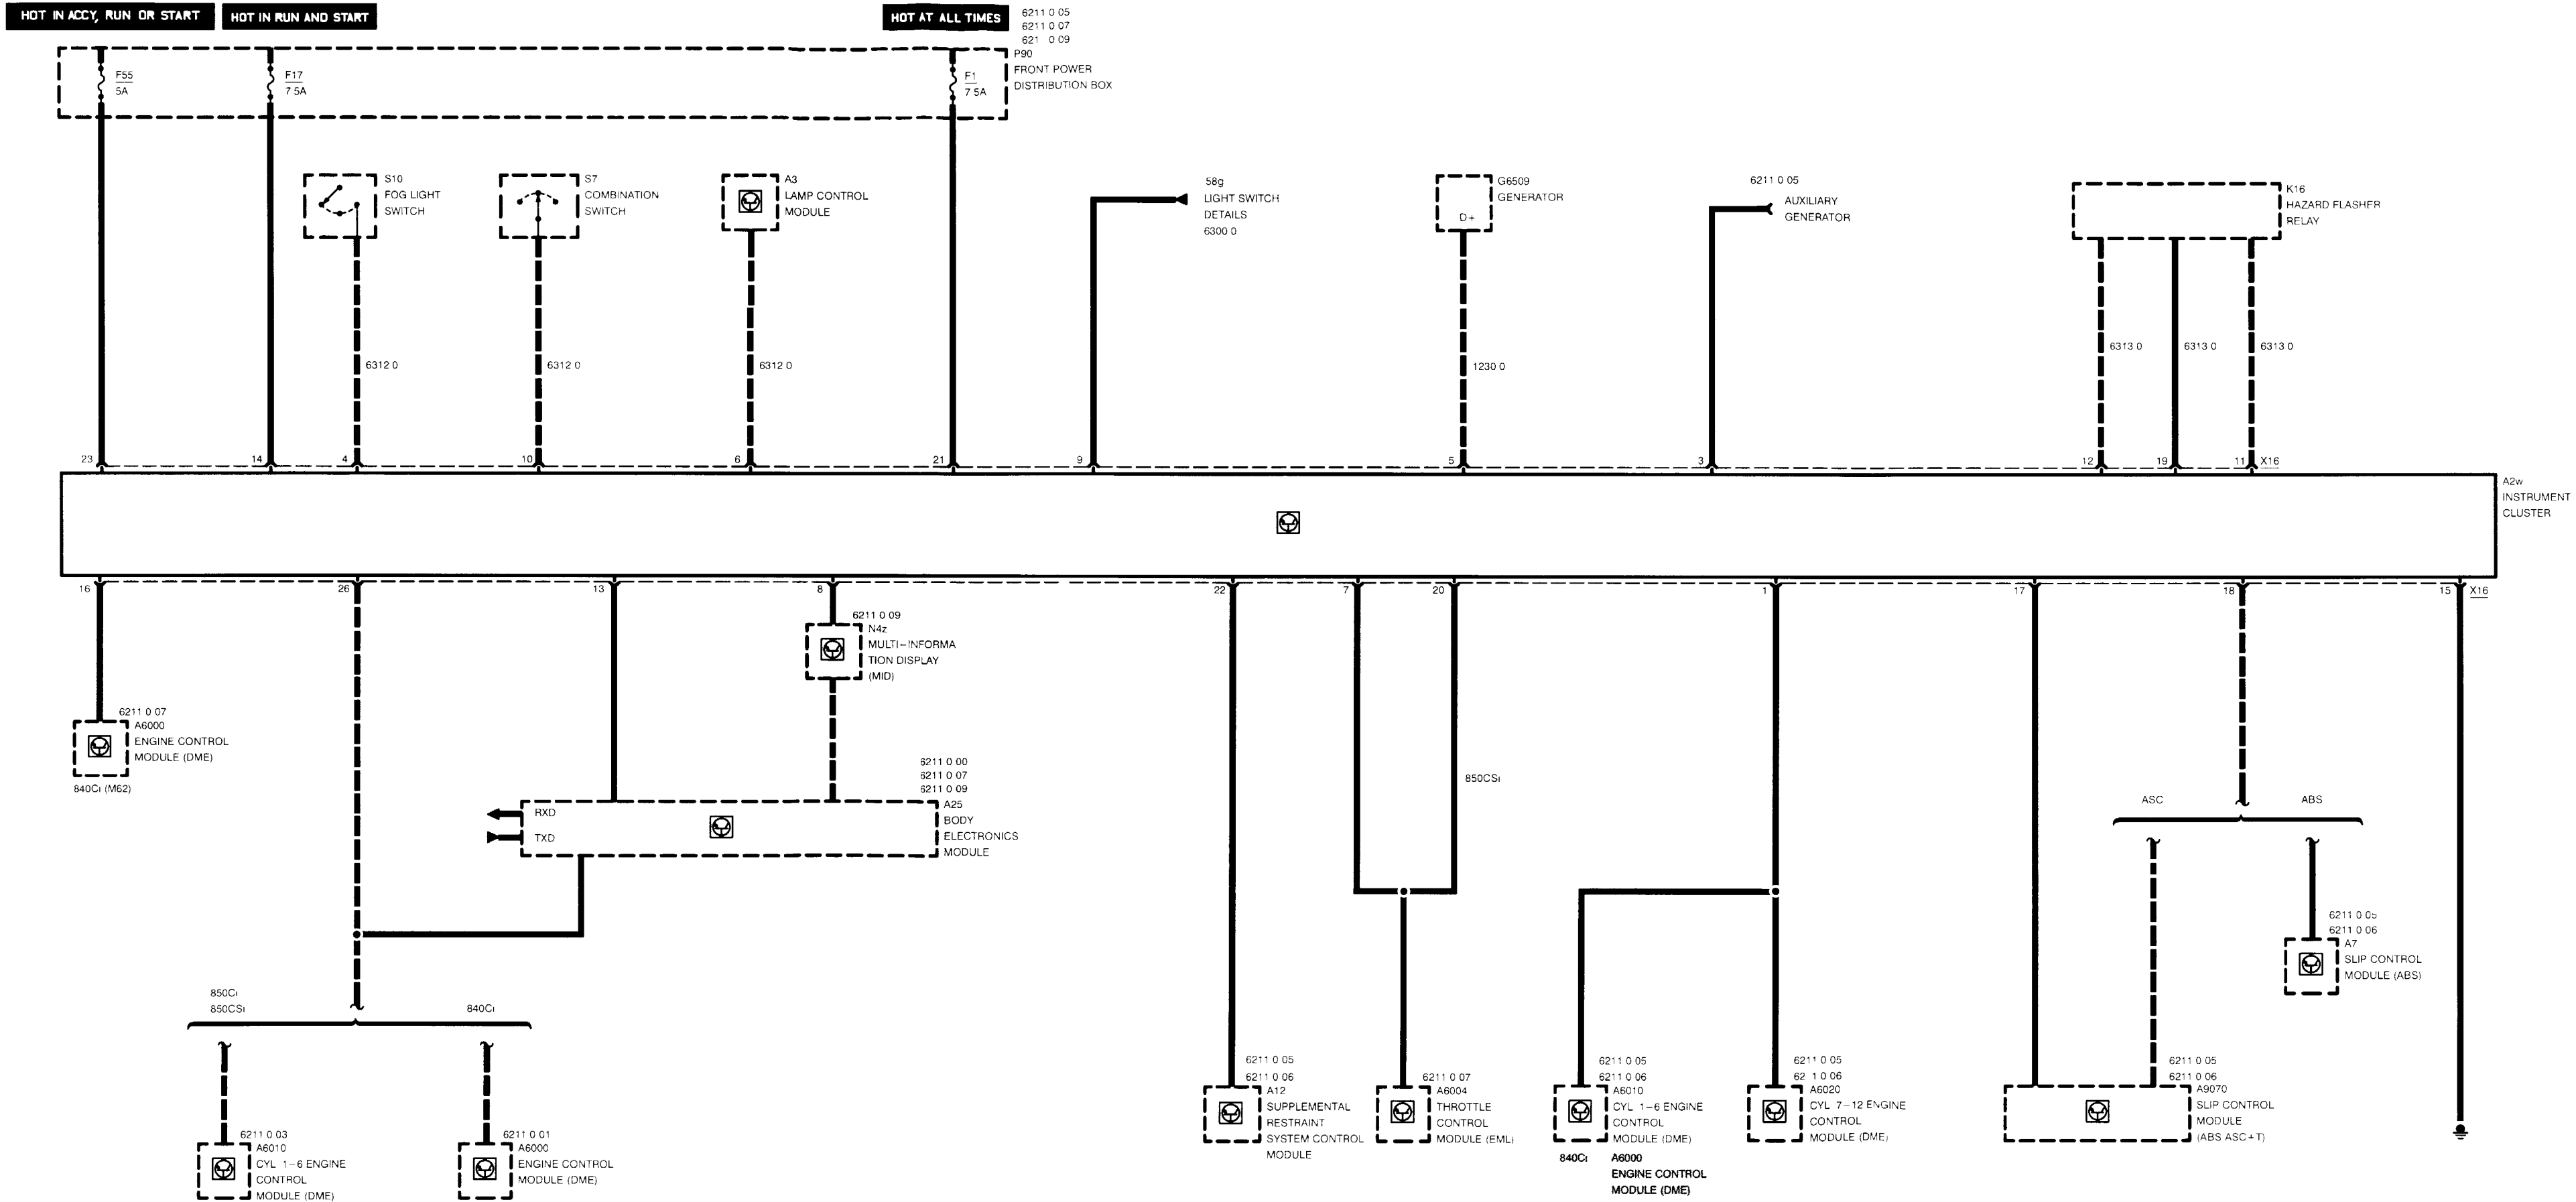 HOT IN ACCY, RUN OR START
HOT IN RUN AND START
HOT AT ALL TIMES
6211 0 05
6211 0 07
621 0 09
P90
FRONT POWER
DISTRIBUTION BOX
F55
5A
F17
7 5A
F1
7 5A
S10
FOG LIGHT
SWITCH
S7
COMBINATION
SWITCH
A3
LAMP CONTROL
MODULE
58g
LIGHT SWITCH
DETAILS
6300 0
G6509
GENERATOR
D+
6211 0 05
AUXILIARY
GENERATOR
K16
HAZARD FLASHER
RELAY
6312 0
6312 0
6312 0
1230 0
6313 0
6313 0
6313 0
23
14
4
10
6
21
9
5
3
12
19
11
X16
A2w
INSTRUMENT
CLUSTER
16
26
13
8
22
7
20
1
17
18
15
X16
6211 0 09
N4z
MULTI-INFORMA
TION DISPLAY
(MID)
6211 0 07
A6000
ENGINE CONTROL
MODULE (DME)
840Ci (M62)
6211 0 00
6211 0 07
6211 0 09
A25
BODY
ELECTRONICS
MODULE
RXD
TXD
850CSi
ASC
ABS
6211 0 05
6211 0 06
A7
SLIP CONTROL
MODULE (ABS)
850Ci
850CSi
840Ci
6211 0 03
A6010
CYL 1-6 ENGINE
CONTROL
MODULE (DME)
6211 0 01
A6000
ENGINE CONTROL
MODULE (DME)
6211 0 05
6211 0 06
A12
SUPPLEMENTAL
RESTRAINT
SYSTEM CONTROL
MODULE
6211 0 07
A6004
THROTTLE
CONTROL
MODULE (EML)
6211 0 05
6211 0 06
A6010
CYL 1-6 ENGINE
CONTROL
MODULE (DME)
840Ci
A6000
ENGINE CONTROL
MODULE (DME)
6211 0 05
62 1 0 06
A6020
CYL 7-12 ENGINE
CONTROL
MODULE (DME)
6211 0 05
6211 0 06
A9070
SLIP CONTROL
MODULE
(ABS ASC+T)